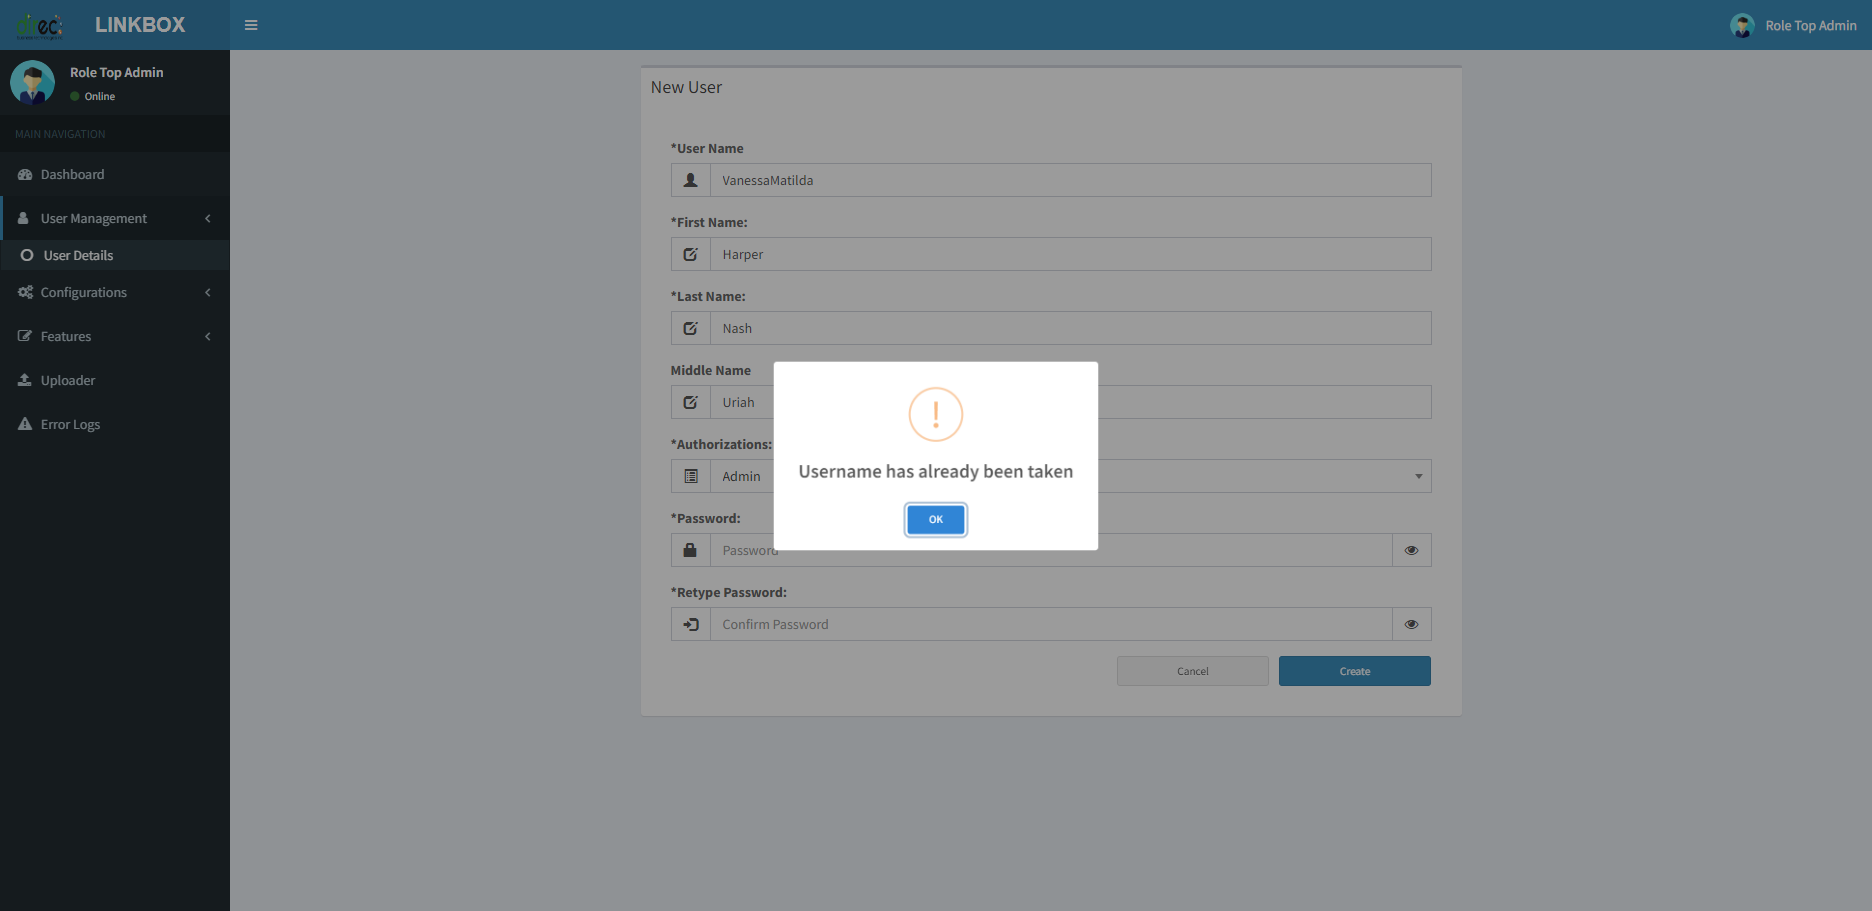 LINKBOX
Role Top Admin
Role Top Admin
Online
MAIN NAVIGATION
Dashboard
User Management
User Details
Configurations
Features
Uploader
Error Logs
New User
*User Name
VanessaMatilda
*First Name:
Harper
*Last Name:
Nash
Middle Name
Uriah
*Authorizations:
Admin
*Password:
Password
*Retype Password:
Confirm Password
Cancel
Create
!
Username has already been taken
OK